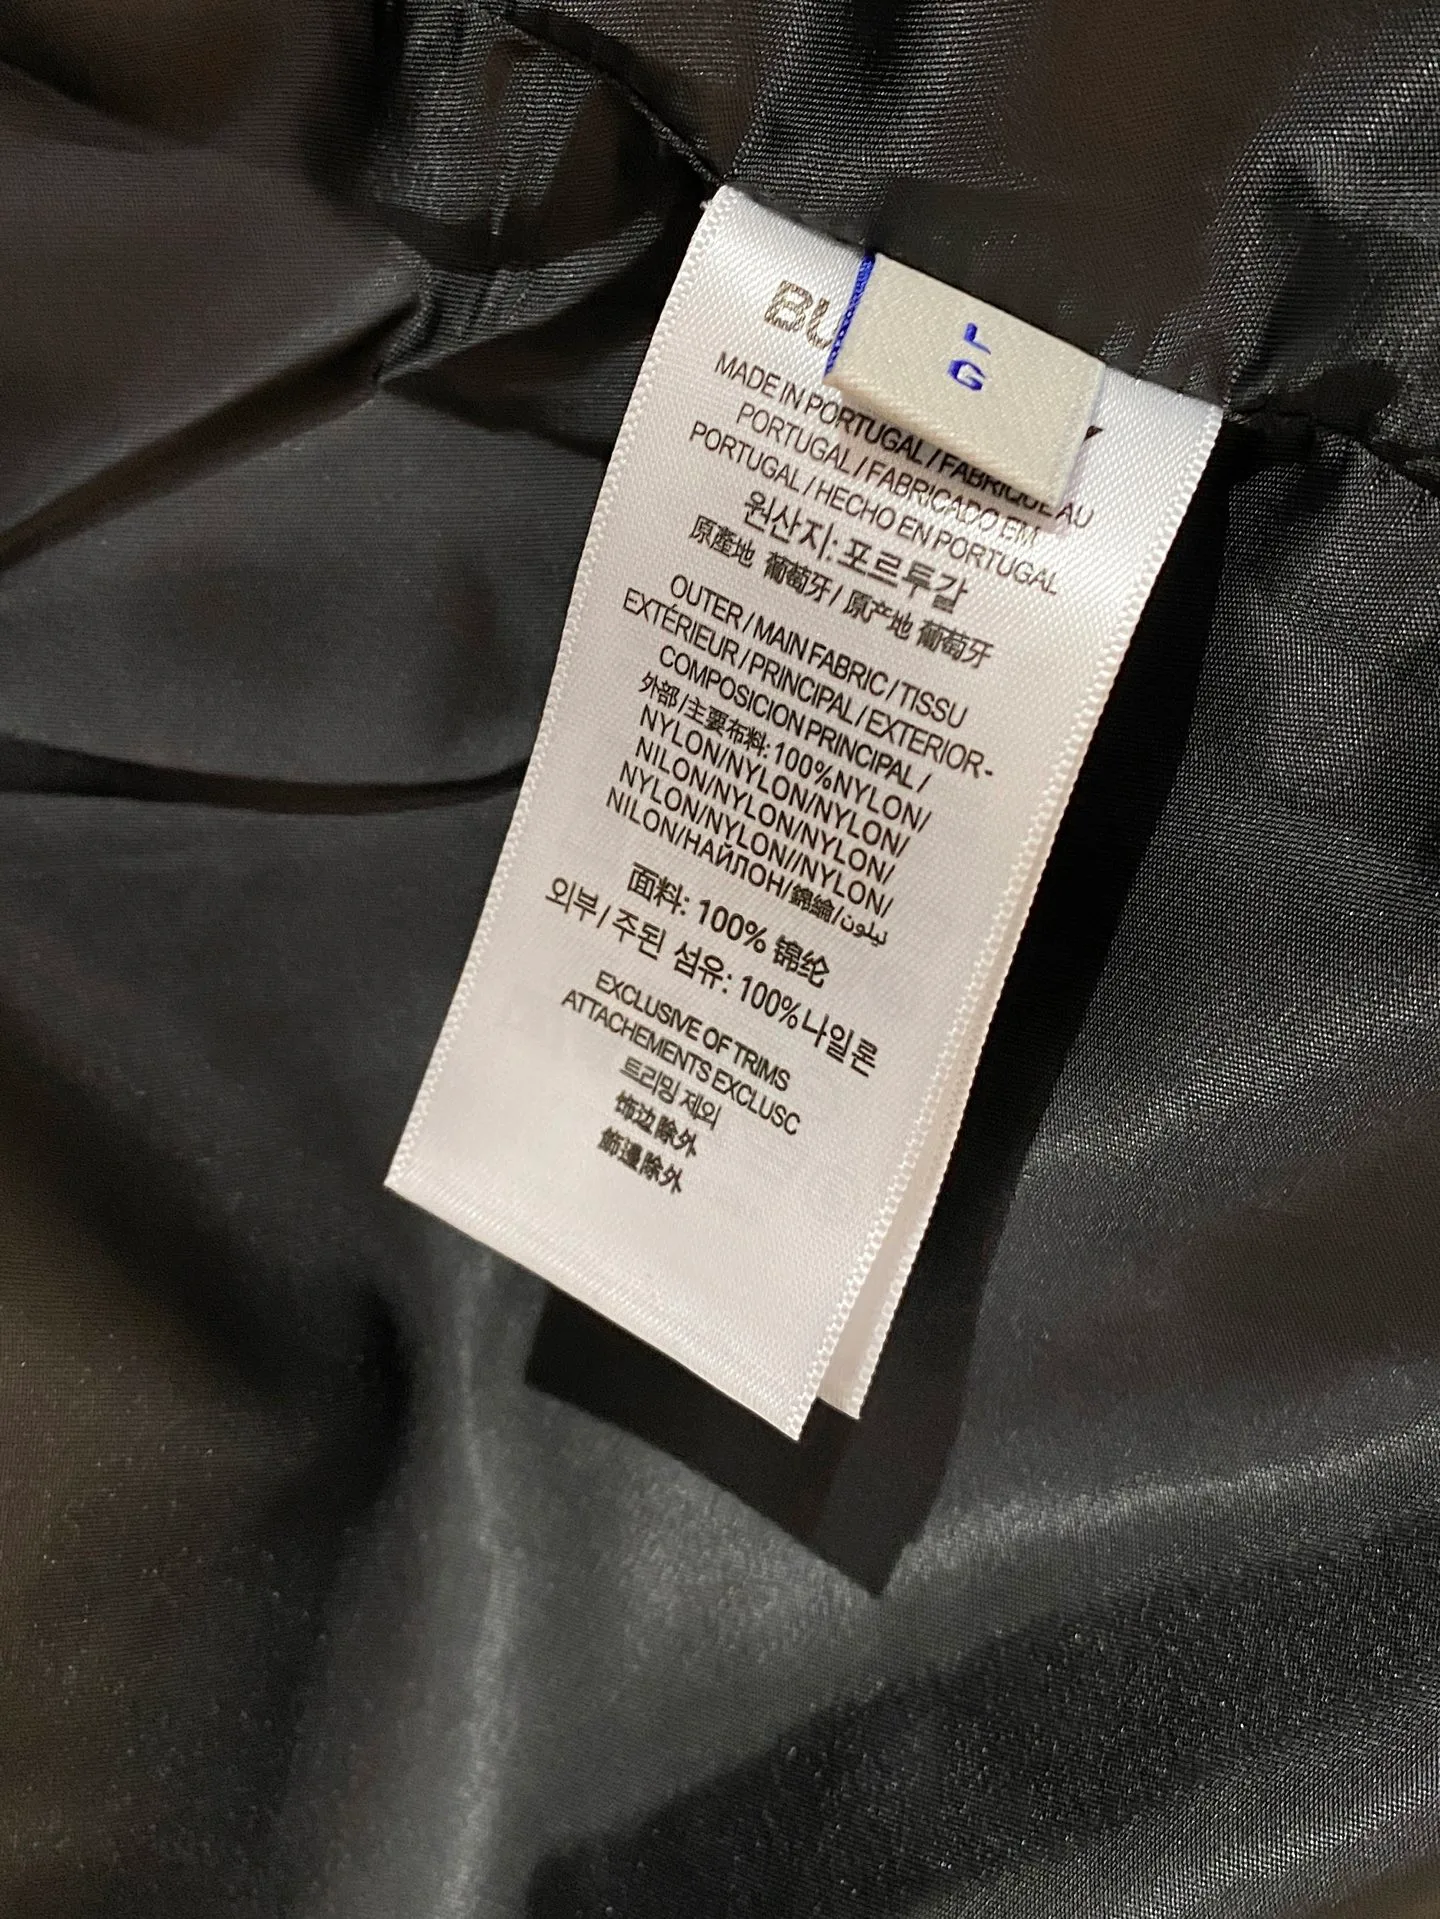 BU
L
G
MADE IN PORTUGAL / FABRIQUE AU
PORTUGAL / FABRICADO EM
PORTUGAL / HECHO EN PORTUGAL
원산지: 포르투갈
原產地 葡萄牙 / 原产地 葡萄牙
OUTER / MAIN FABRIC / TISSU
EXTÉRIEUR / PRINCIPAL / EXTERIOR-
COMPOSICION PRINCIPAL /
外部 / 主要布料: 100%NYLON/
NYLON/NYLON/NYLON/
NILON/NYLON/NYLON/
NYLON/NYLON//NYLON/
NILON/НАЙЛОН/錦綸/نيلون
面料: 100% 锦纶
외부 / 주된 섬유: 100%나일론
EXCLUSIVE OF TRIMS
ATTACHEMENTS EXCLUSC
트리밍 제외
饰边除外
飾邊除外